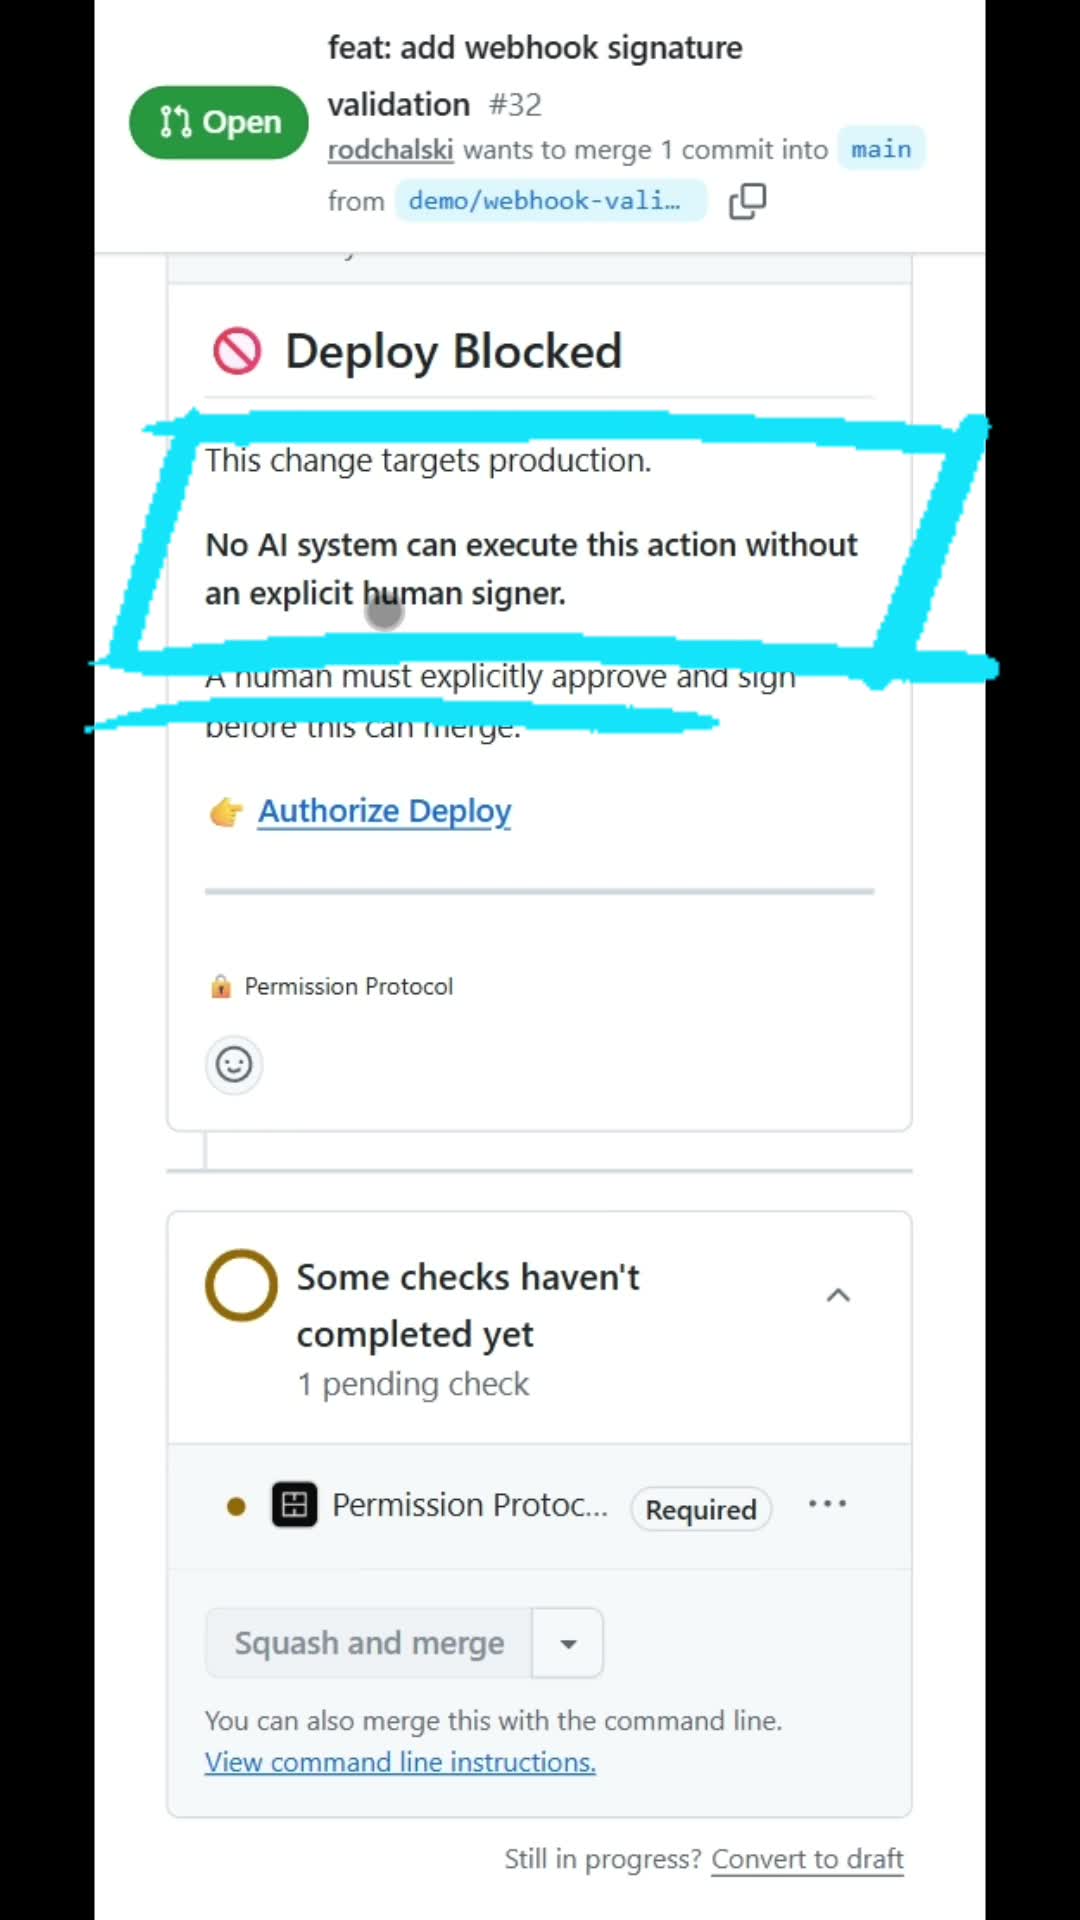 feat: add webhook signature
validation #32
Open
rodchalski wants to merge 1 commit into main
from demo/webhook-vali...
Deploy Blocked
This change targets production.
No AI system can execute this action without
an explicit human signer.
A human must explicitly approve and sign
before this can merge.
👉 Authorize Deploy
🔒 Permission Protocol
Some checks haven't
completed yet
1 pending check
Permission Protoc... Required
Squash and merge
You can also merge this with the command line.
View command line instructions.
Still in progress? Convert to draft